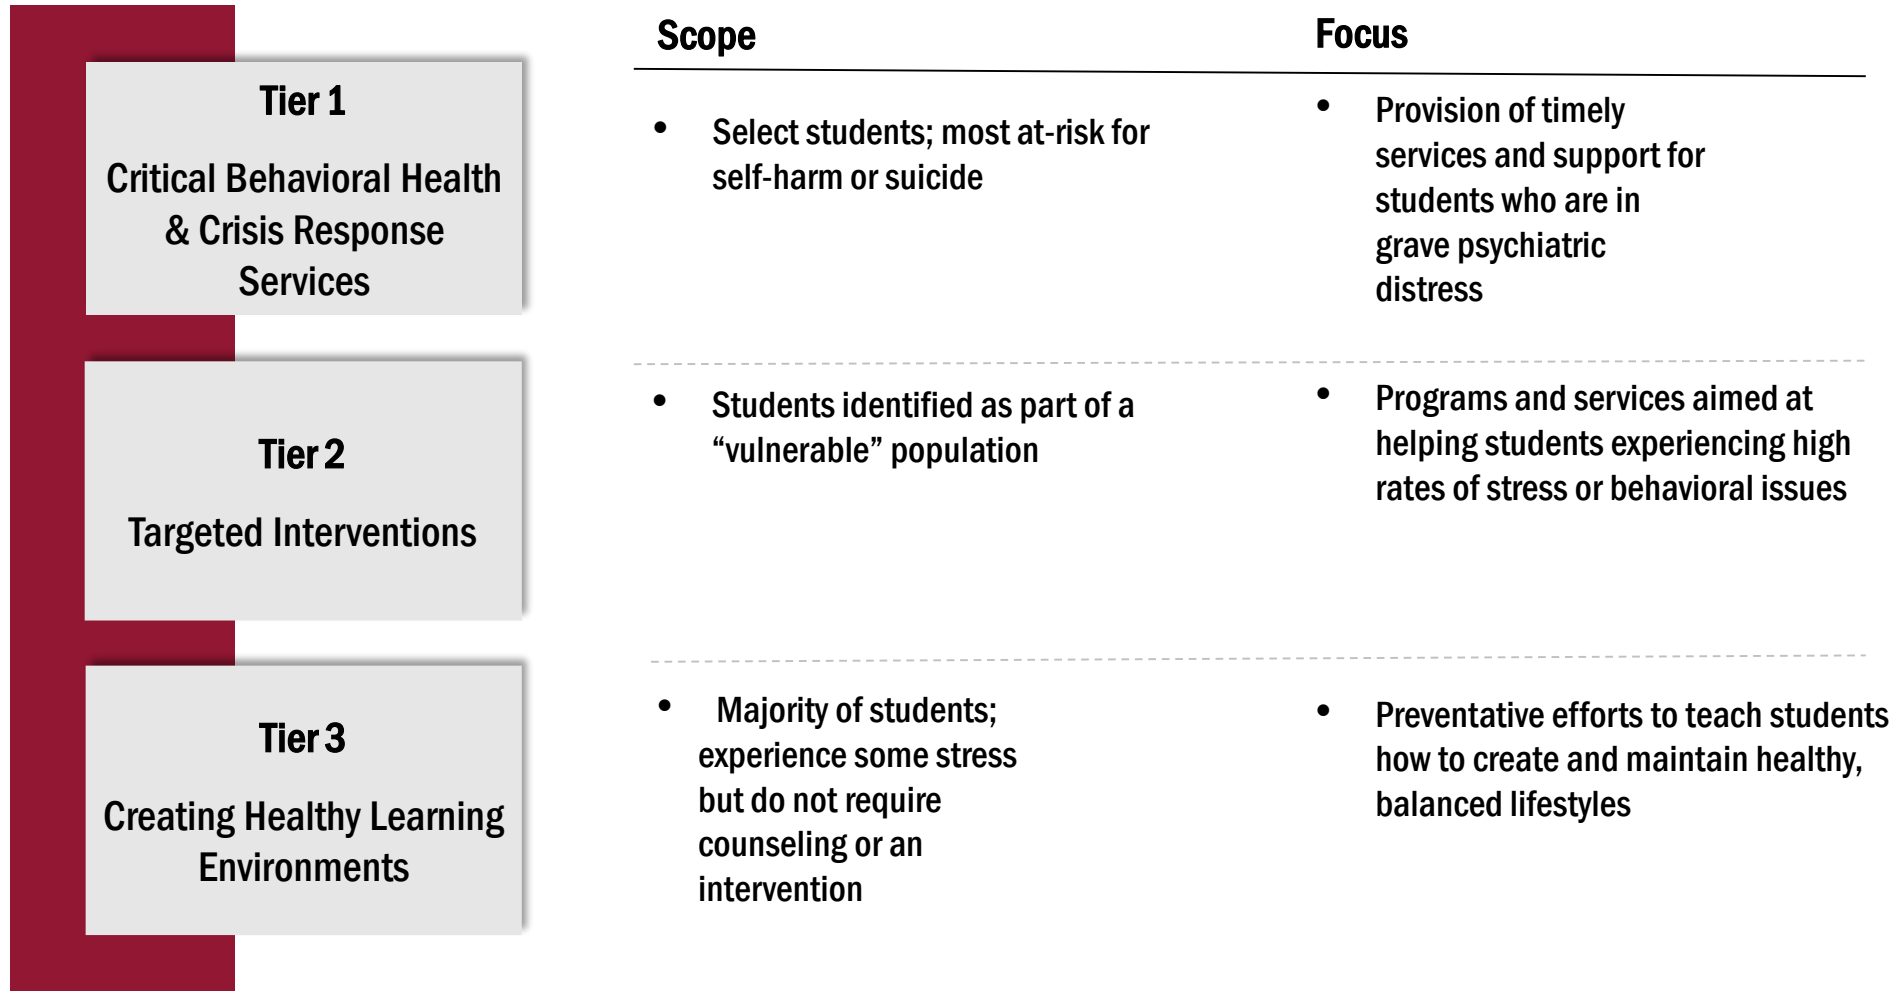 Scope
Focus
Tier 1
Critical Behavioral Health
& Crisis Response
Services
• Select students; most at-risk for
self-harm or suicide
• Provision of timely
services and support for
students who are in
grave psychiatric
distress
Tier 2
Targeted Interventions
• Students identified as part of a
“vulnerable” population
• Programs and services aimed at
helping students experiencing high
rates of stress or behavioral issues
Tier 3
Creating Healthy Learning
Environments
• Majority of students;
experience some stress
but do not require
counseling or an
intervention
• Preventative efforts to teach students
how to create and maintain healthy,
balanced lifestyles